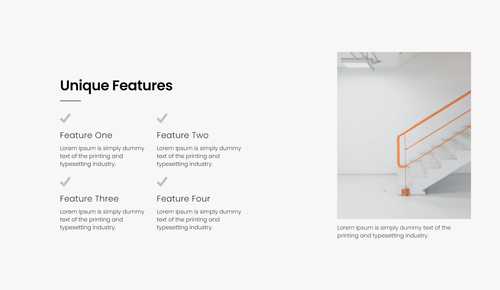 Unique Features
Feature One
Lorem Ipsum is simply dummy
text of the printing and
typesetting industry.
Feature Two
Lorem Ipsum is simply dummy
text of the printing and
typesetting industry.
Feature Three
Lorem Ipsum is simply dummy
text of the printing and
typesetting industry.
Feature Four
Lorem Ipsum is simply dummy
text of the printing and
typesetting industry.
Lorem Ipsum is simply dummy text of the
printing and typesetting industry.